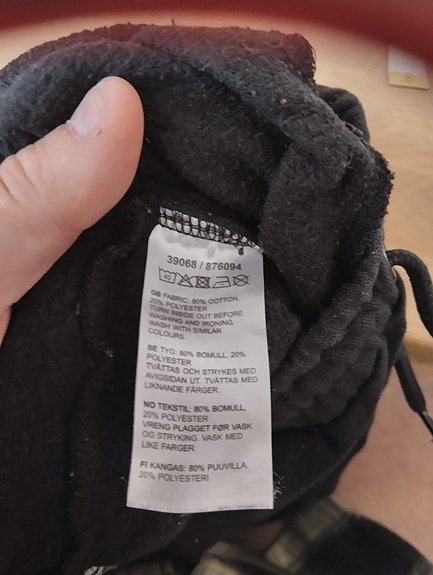 39068 / 876094
40
GB FABRIC: 80% COTTON,
20% POLYESTER
TURN INSIDE OUT BEFORE
WASHING AND IRONING.
WASH WITH SIMILAR
COLOURS.
SE TYG: 80% BOMULL, 20%
POLYESTER
TVÄTTAS OCH STRYKES MED
AVIGSIDAN UT. TVÄTTAS MED
LIKNANDE FÄRGER.
NO TEKSTIL: 80% BOMULL,
20% POLYESTER
VRENG PLAGGET FØR VASK
OG STRYKING. VASK MED
LIKE FARGER.
FI KANGAS: 80% PUUVILLA,
20% POLYESTERI